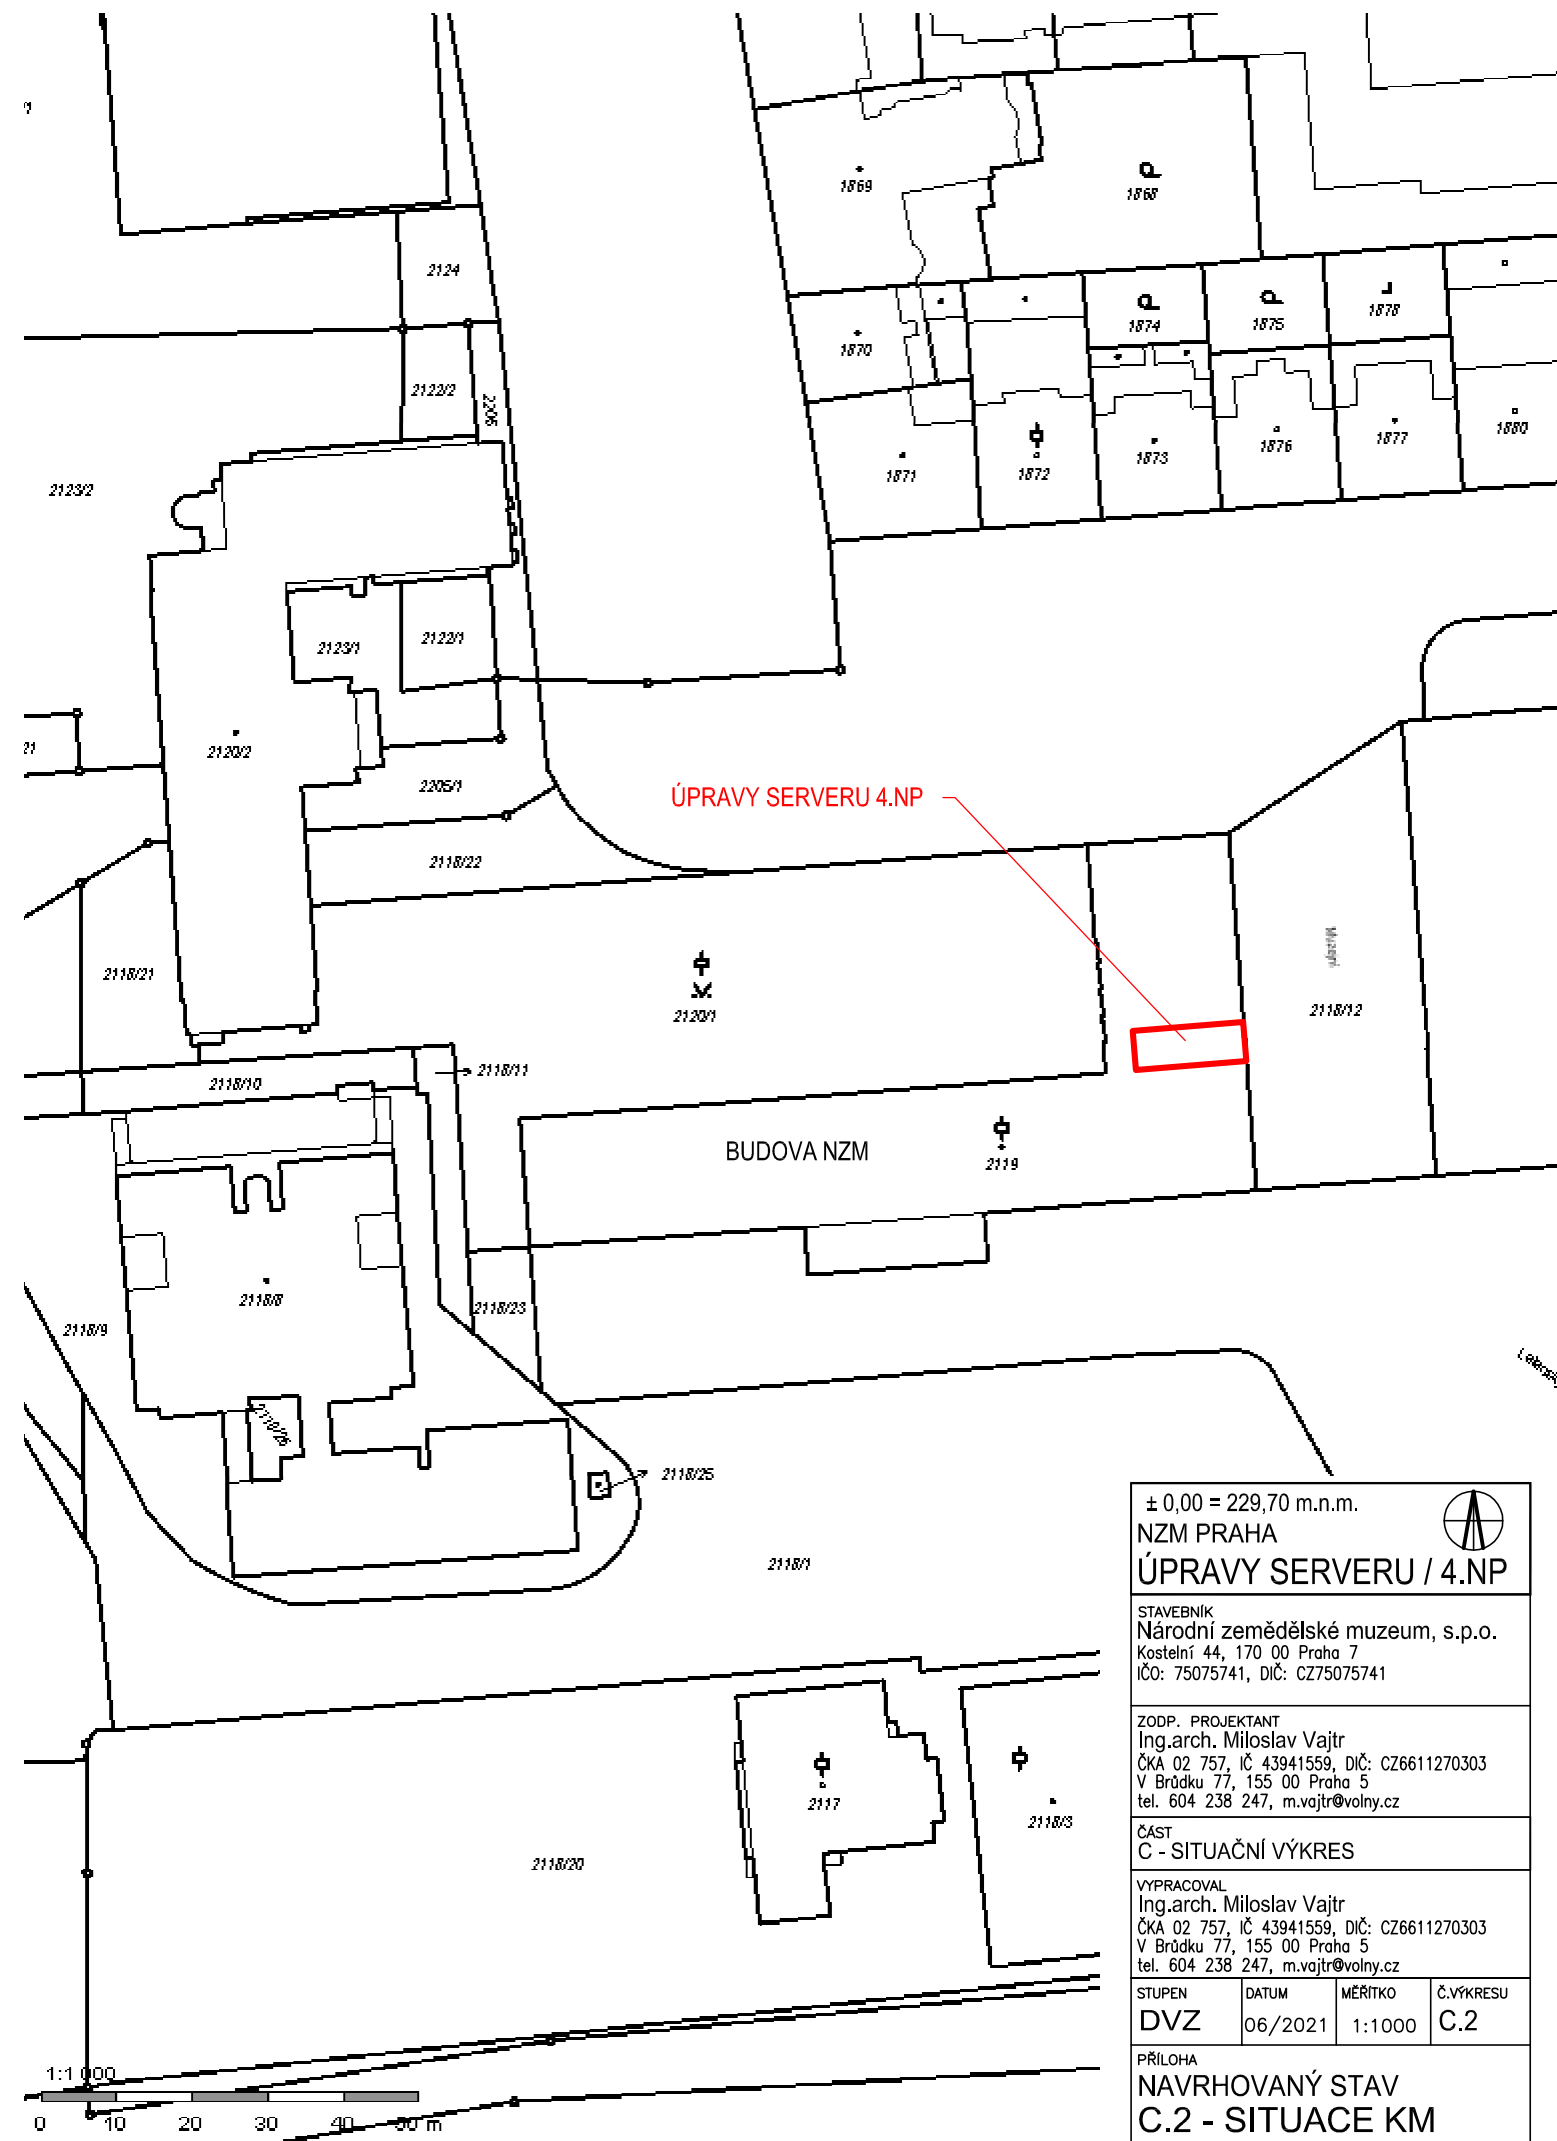 1869
1868
2124
1874
1875
1878
1870
2122/2
2206
1871
1872
1873
1876
1877
1880
2123/2
2123/1
2122/1
21
2120/2
2205/1
ÚPRAVY SERVERU 4.NP
2118/22
2118/21
2120/1
2118/12
2118/10
2118/11
BUDOVA NZM
2119
2118/8
2118/23
2118/9
2118/26
2118/25
2118/1
2117
2118/3
2118/20
1:1 000
0 10 20 30 40 50 m
± 0,00 = 229,70 m.n.m.
NZM PRAHA
ÚPRAVY SERVERU / 4.NP
STAVEBNÍK
Národní zemědělské muzeum, s.p.o.
Kostelní 44, 170 00 Praha 7
IČO: 75075741, DIČ: CZ75075741
ZODP. PROJEKTANT
Ing.arch. Miloslav Vajtr
ČKA 02 757, IČ 43941559, DIČ: CZ6611270303
V Brůdku 77, 155 00 Praha 5
tel. 604 238 247, m.vajtr@volny.cz
ČÁST
C - SITUAČNÍ VÝKRES
VYPRACOVAL
Ing.arch. Miloslav Vajtr
ČKA 02 757, IČ 43941559, DIČ: CZ6611270303
V Brůdku 77, 155 00 Praha 5
tel. 604 238 247, m.vajtr@volny.cz
STUPEN DATUM MĚŘÍTKO Č.VÝKRESU
DVZ 06/2021 1:1000 C.2
PŘÍLOHA
NAVRHOVANÝ STAV
C.2 - SITUACE KM